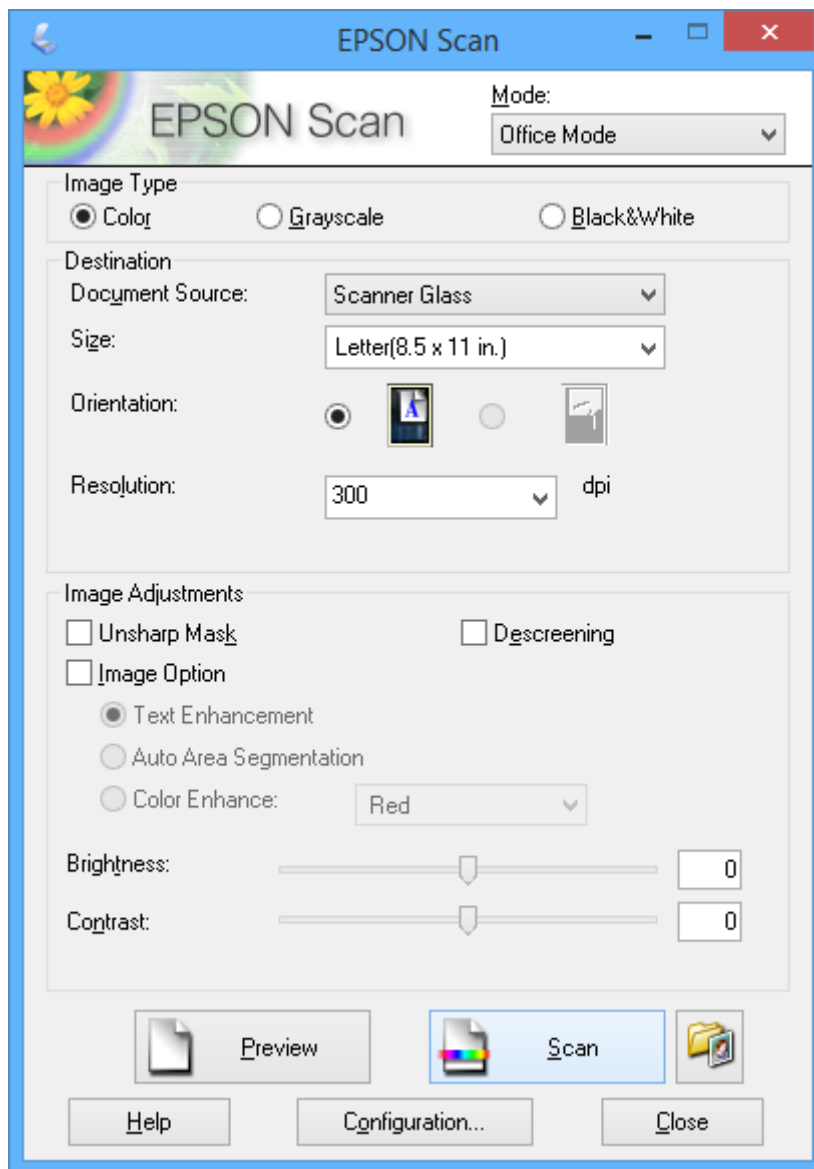 EPSON Scan
EPSON Scan
Mode:
Office Mode
Image Type
Color
Grayscale
Black&White
Destination
Document Source:
Scanner Glass
Size:
Letter(8.5 x 11 in.)
Orientation:
A
Resolution:
300
dpi
Image Adjustments
Unsharp Mask
Descreening
Image Option
Text Enhancement
Auto Area Segmentation
Color Enhance:
Red
Brightness:
0
Contrast:
0
Preview
Scan
Help
Configuration...
Close